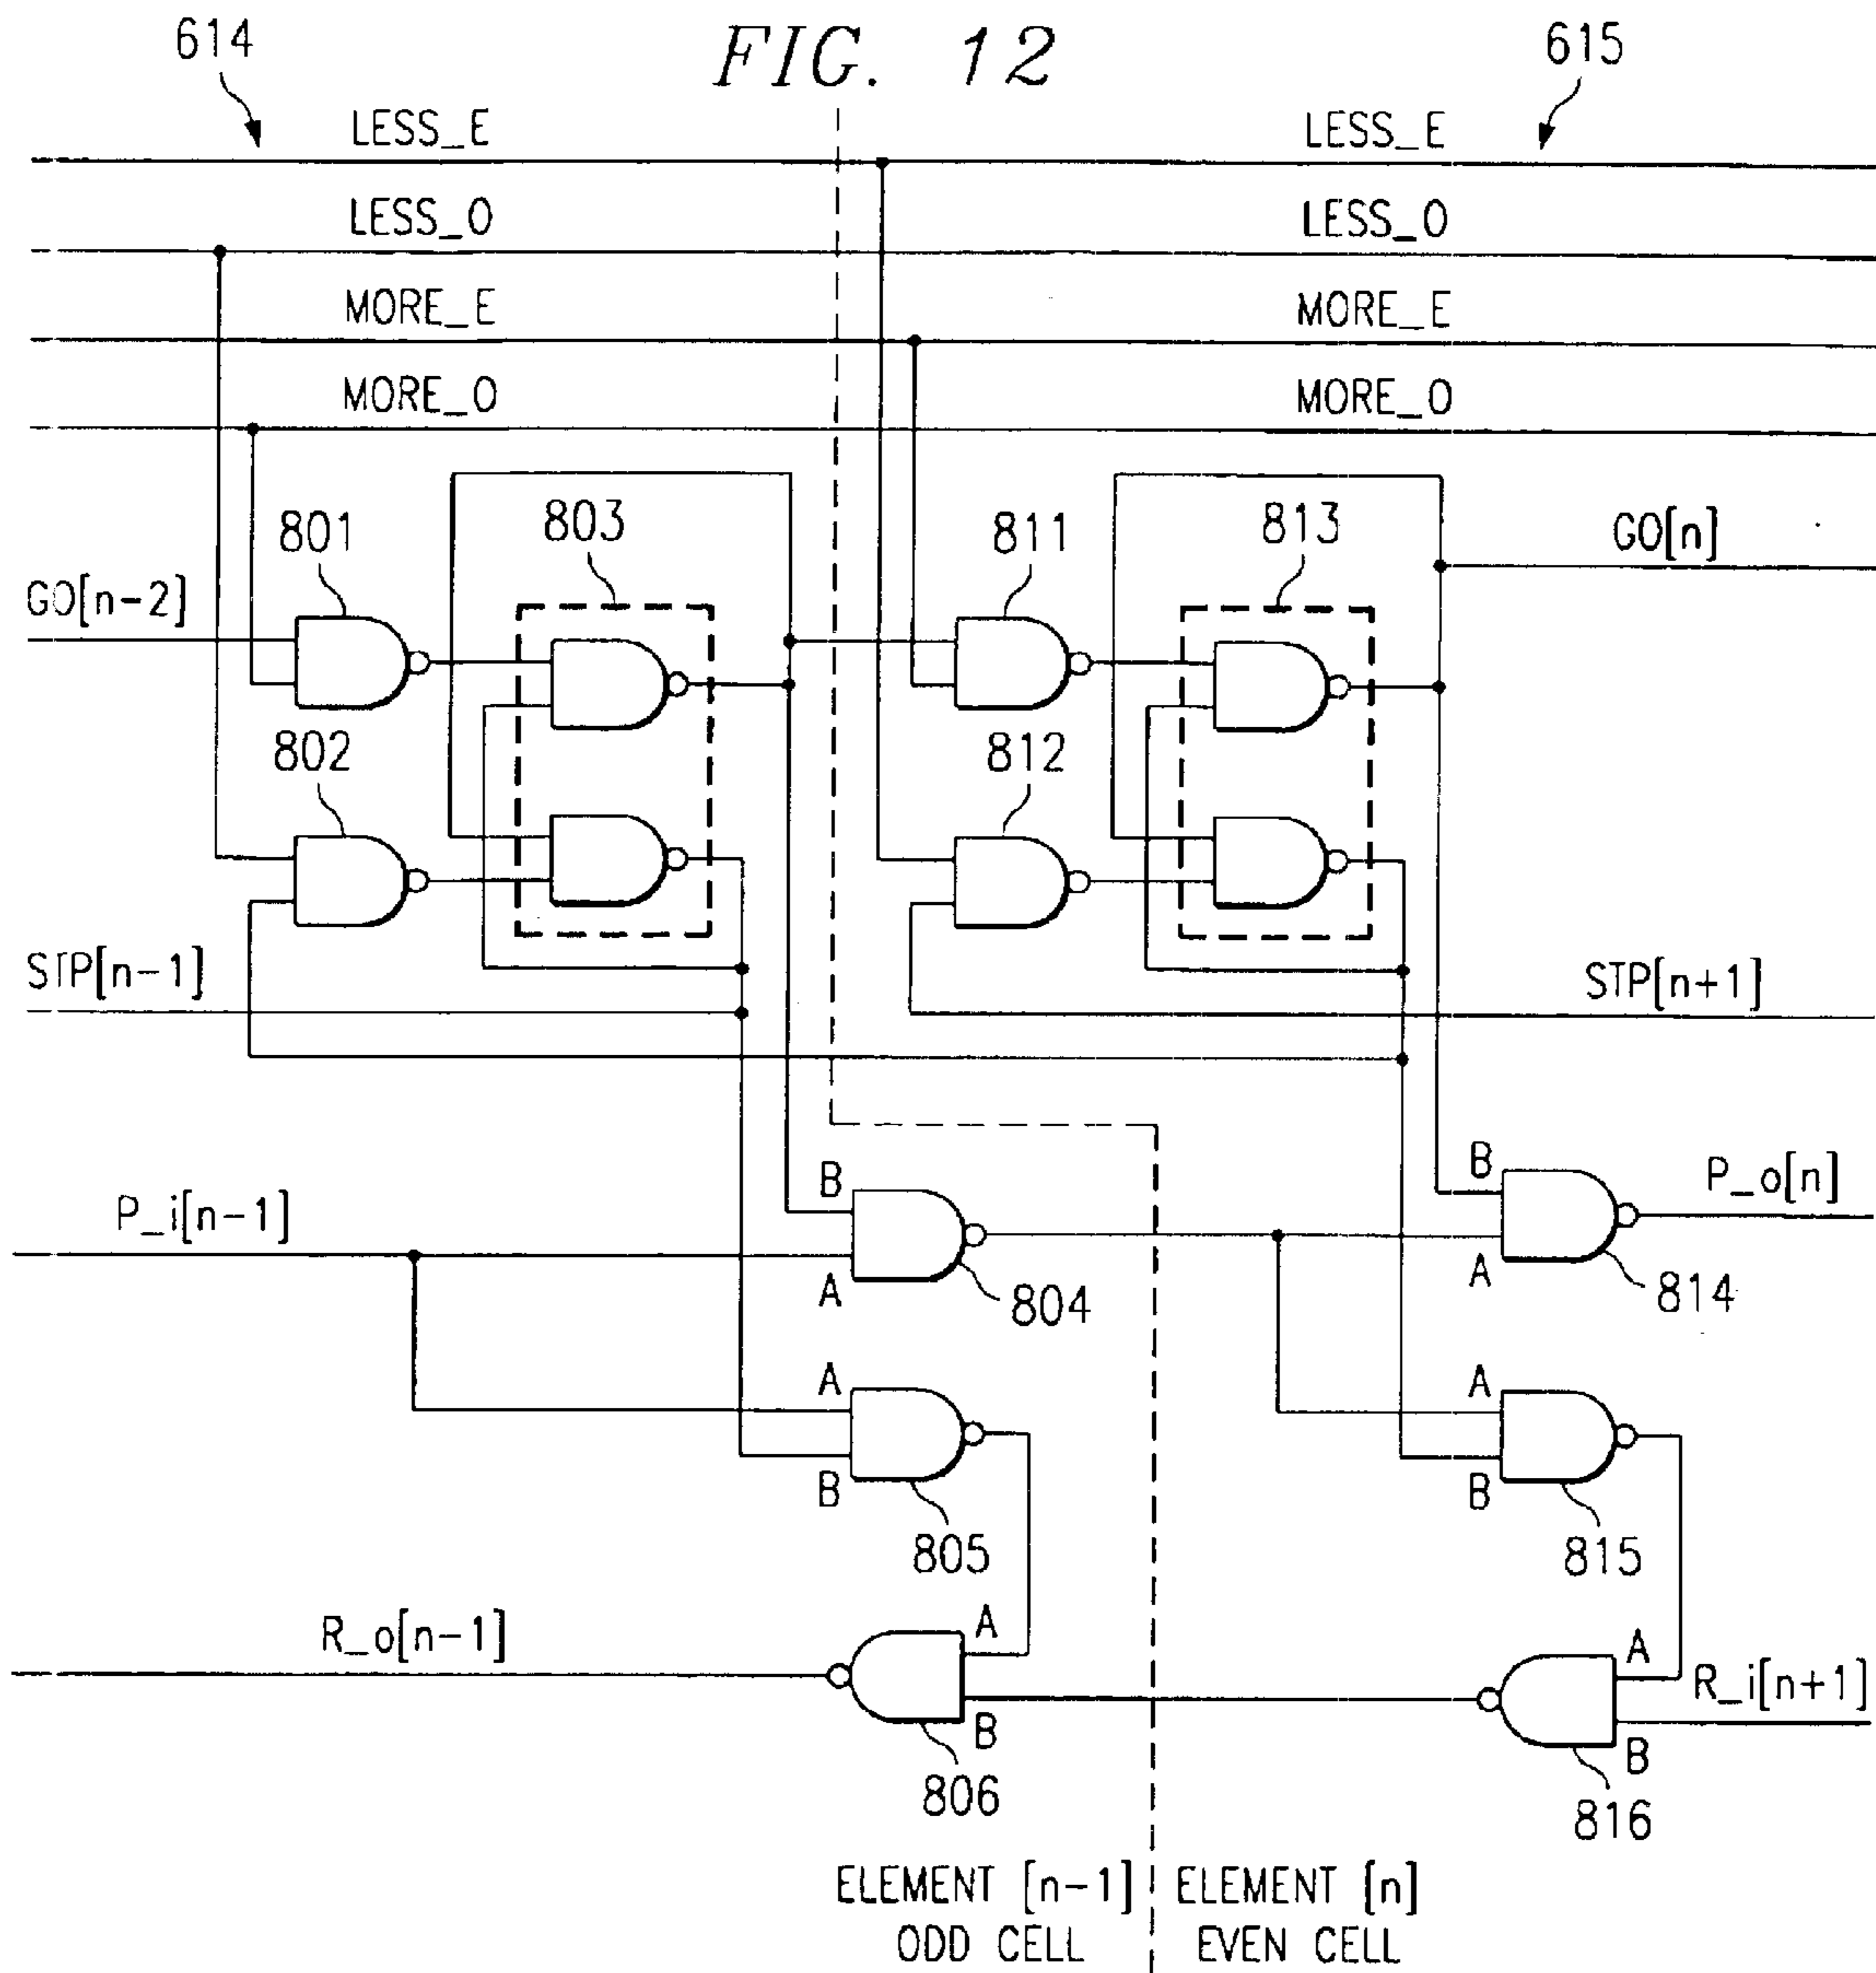 FIG. 12
614
615
LESS_E
LESS_E
LESS_O
LESS_O
MORE_E
MORE_E
MORE_O
MORE_O
801
803
811
813
GO[n]
GO[n-2]
802
812
STP[n-1]
STP[n+1]
P_i[n-1]
B
A
804
B
A
P_o[n]
814
A
B
805
A
B
815
R_o[n-1]
A
B
806
A
R_i[n+1]
B
816
ELEMENT [n-1]
ODD CELL
ELEMENT [n]
EVEN CELL